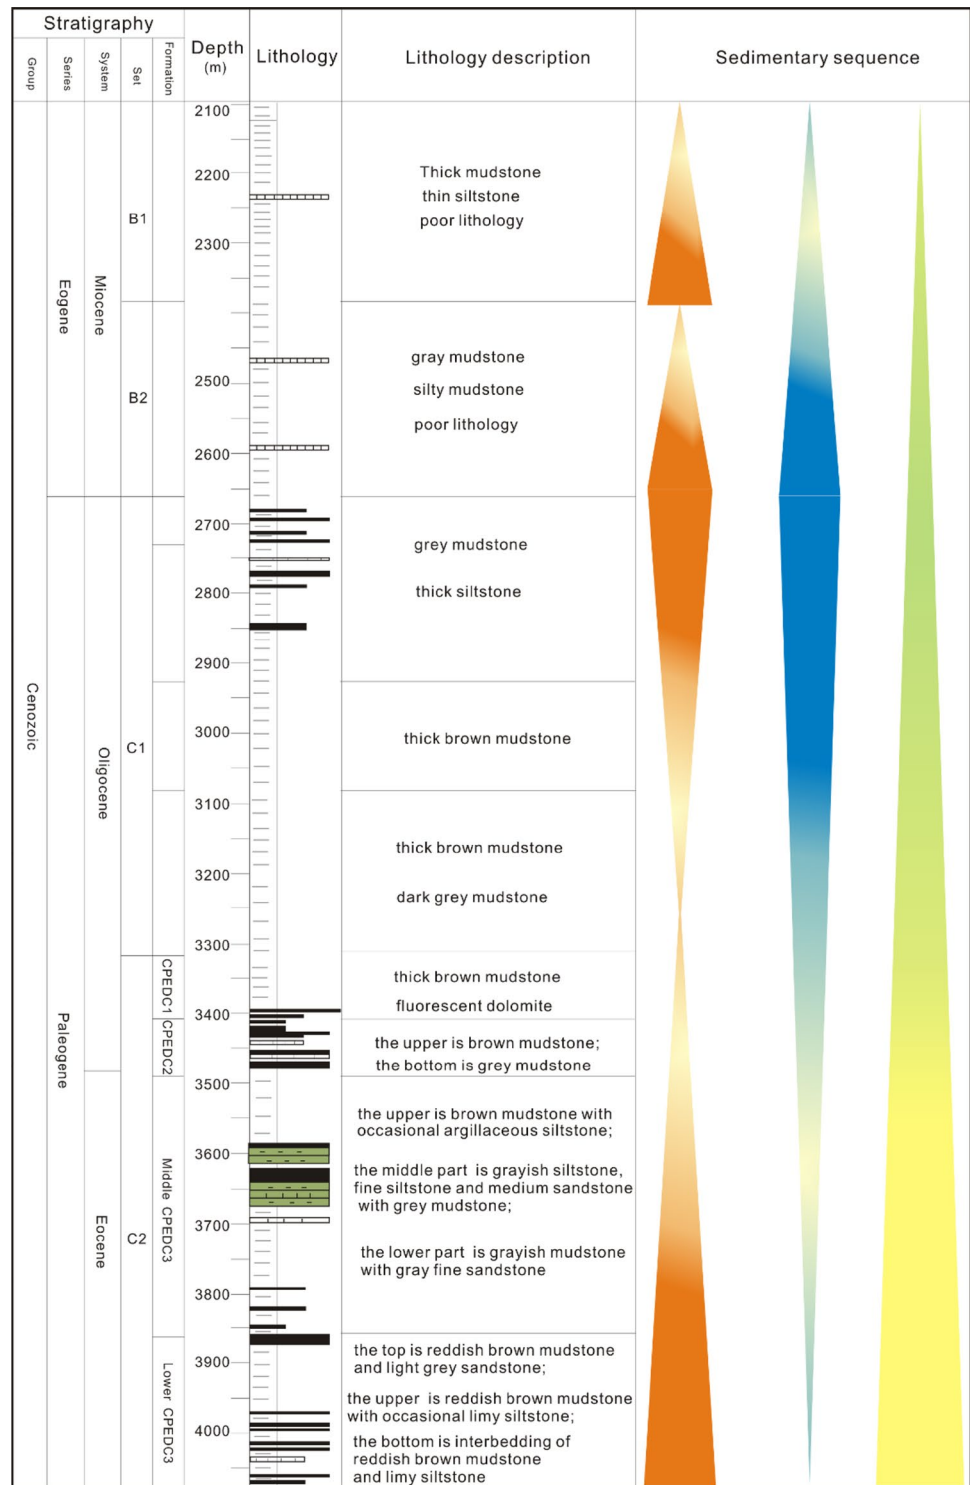 Stratigraphy
Group
Series
System
Set
Formation
Depth
(m)
Lithology
Lithology description
Sedimentary sequence
Cenozoic
Eogene
Paleogene
Miocene
Oligocene
Eocene
B1
B2
C1
C2
CPEDC1
CPEDC2
Middle CPEDC3
Lower CPEDC3
2100
2200
2300
2500
2600
2700
2800
2900
3000
3100
3200
3300
3400
3500
3600
3700
3800
3900
4000
Thick mudstone
thin siltstone
poor lithology
gray mudstone
silty mudstone
poor lithology
grey mudstone
thick siltstone
thick brown mudstone
thick brown mudstone
dark grey mudstone
thick brown mudstone
fluorescent dolomite
the upper is brown mudstone;
the bottom is grey mudstone
the upper is brown mudstone with
occasional argillaceous siltstone;
the middle part is grayish siltstone,
fine siltstone and medium sandstone
with grey mudstone;
the lower part is grayish mudstone
with gray fine sandstone
the top is reddish brown mudstone
and light grey sandstone;
the upper is reddish brown mudstone
with occasional limy siltstone;
the bottom is interbedding of
reddish brown mudstone
and limy siltstone